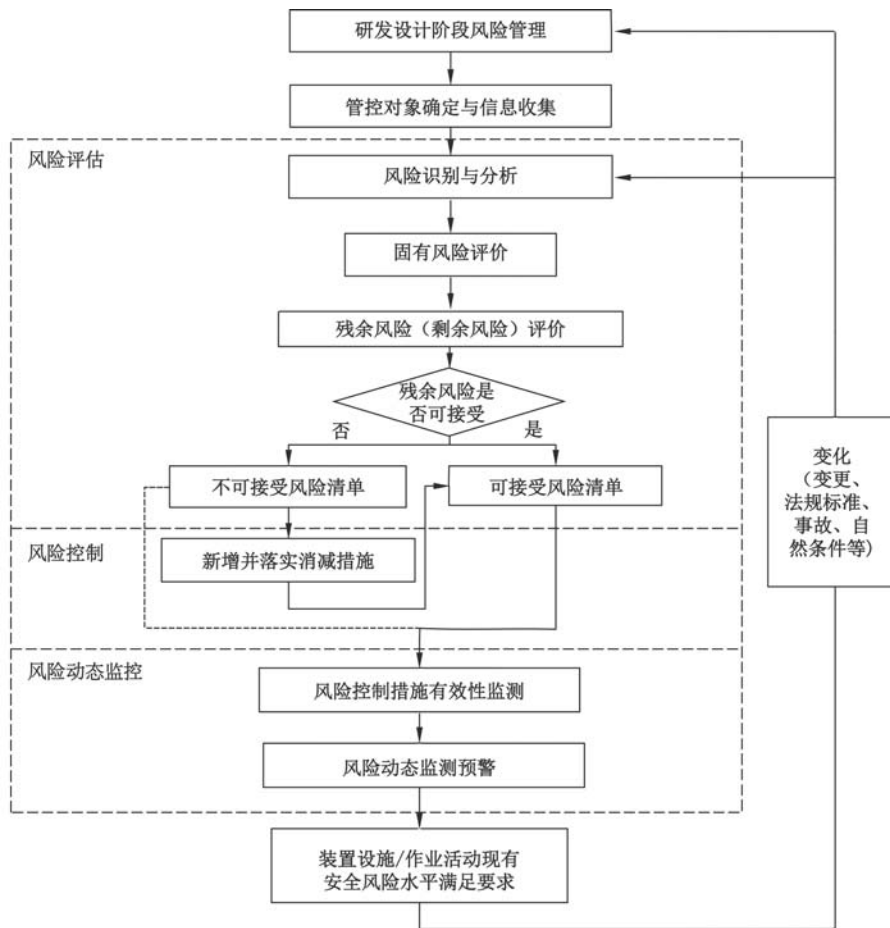 研发设计阶段风险管理
管控对象确定与信息收集
风险评估
风险识别与分析
固有风险评价
残余风险（剩余风险）评价
残余风险是
否可接受
否
是
不可接受风险清单
可接受风险清单
变化
（变更、
法规标准、
事故、自
然条件等)
风险控制
新增并落实消减措施
风险动态监控
风险控制措施有效性监测
风险动态监测预警
装置设施/作业活动现有
安全风险水平满足要求